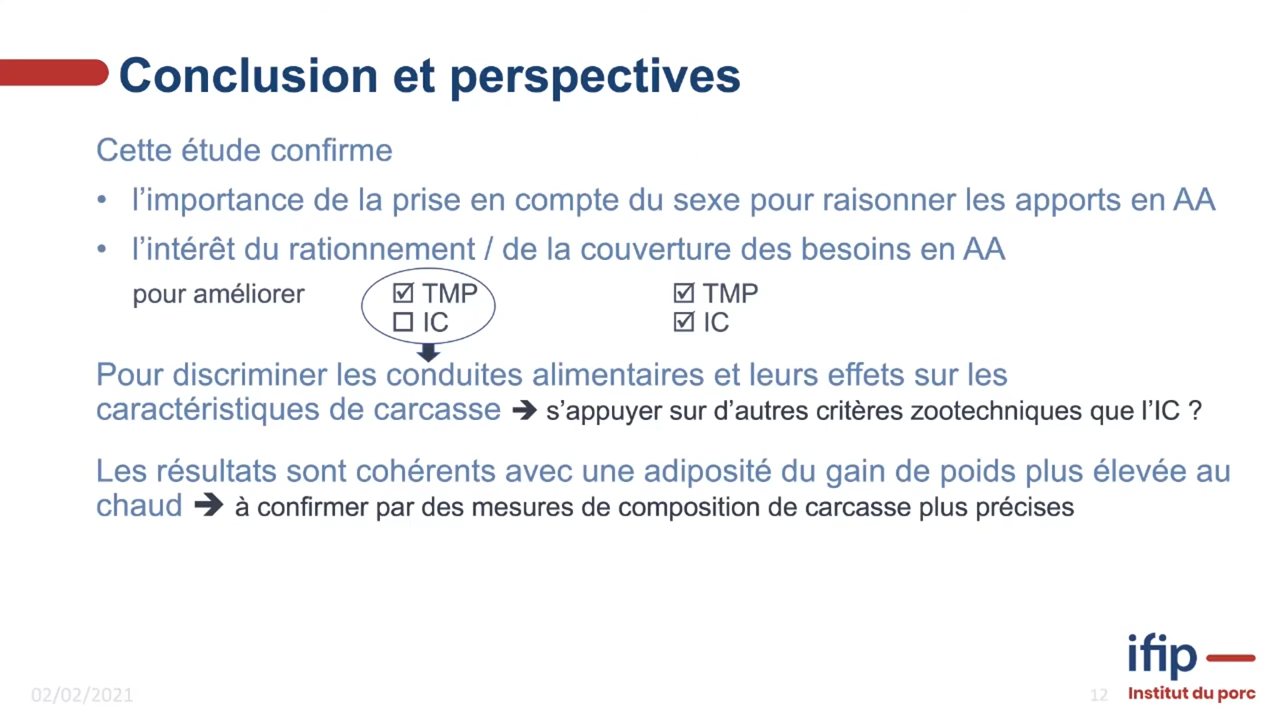 Conclusion et perspectives
Cette étude confirme
• l’importance de la prise en compte du sexe pour raisonner les apports en AA
• l’intérêt du rationnement / de la couverture des besoins en AA
pour améliorer ☑ TMP ☑ TMP
☐ IC ☑ IC
Pour discriminer les conduites alimentaires et leurs effets sur les
caractéristiques de carcasse ➔ s’appuyer sur d’autres critères zootechniques que l’IC ?
Les résultats sont cohérents avec une adiposité du gain de poids plus élevée au
chaud ➔ à confirmer par des mesures de composition de carcasse plus précises
ifip
02/02/2021 12 Institut du porc